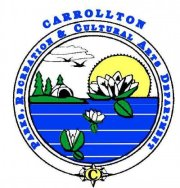 CARROLLTON
PARKS, RECREATION & CULTURAL ARTS DEPARTMENT
C